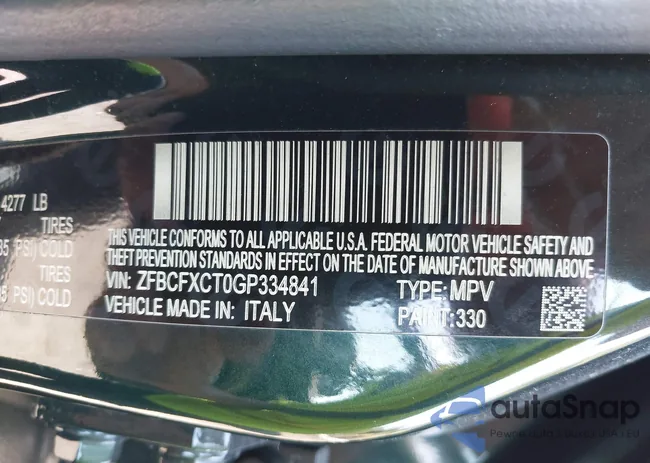 4277 LB
TIRES
35 PSI) COLD
TIRES
PSI) COLD
THIS VEHICLE CONFORMS TO ALL APPLICABLE U.S.A. FEDERAL MOTOR VEHICLE SAFETY AND
THEFT PREVENTION STANDARDS IN EFFECT ON THE DATE OF MANUFACTURE SHOWN ABOVE
VIN: ZFBCFXCT0GP334841 TYPE: MPV
VEHICLE MADE IN: ITALY PAINT: 330
autoSnap